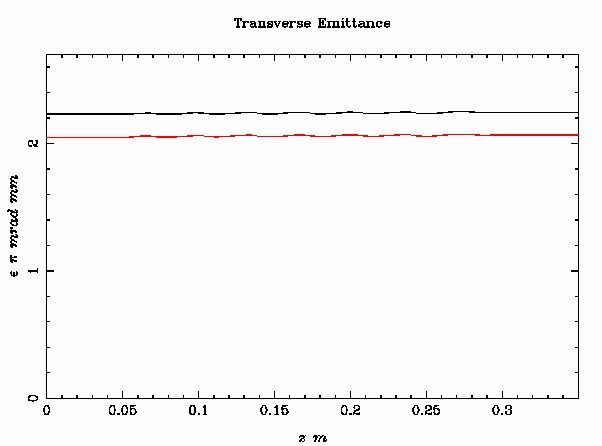 Transverse Emittance
2
1
0
ϵ π mrad mm
0 0.05 0.1 0.15 0.2 0.25 0.3
z m